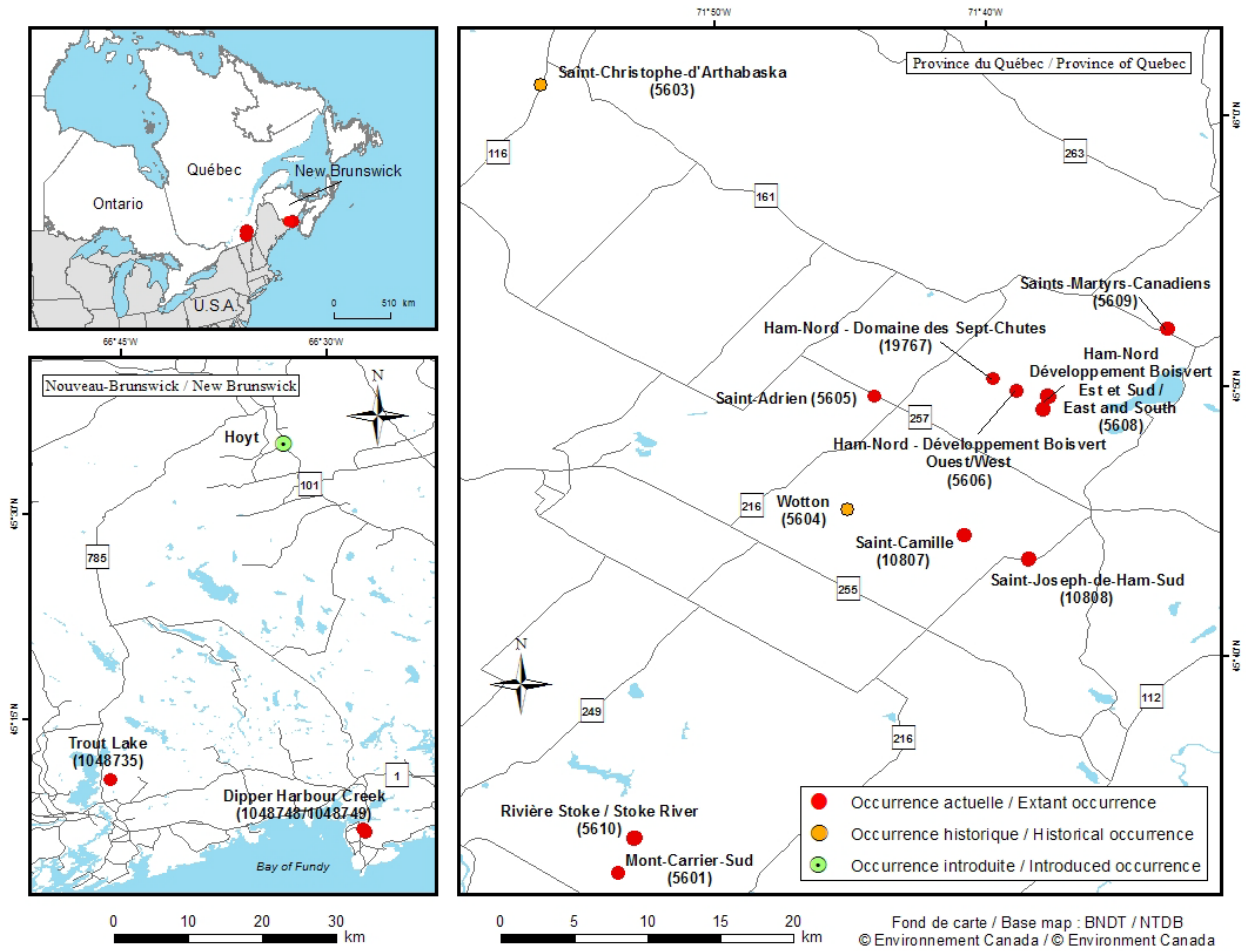 Ontario
Québec
New Brunswick
U.S.A.
0 510 km
66°45'W 66°30'W
Nouveau-Brunswick / New Brunswick
N
Hoyt
101
45°30'N
785
45°15'N
Trout Lake
(1048735)
1
Dipper Harbour Creek
(1048748/1048749)
Bay of Fundy
0 10 20 30
km
71°50'W 71°40'W
Province du Québec / Province of Quebec
Saint-Christophe-d'Arthabaska
(5603)
116
263
161
46°0'N
Saints-Martyrs-Canadiens
(5609)
Ham-Nord - Domaine des Sept-Chutes
(19767)
Ham-Nord
Développement Boisvert
Est et Sud /
East and South
(5608)
45°50'N
Saint-Adrien (5605)
257
Ham-Nord - Développement Boisvert
Ouest/West
(5606)
216
Wotton
(5604)
Saint-Camille
(10807)
Saint-Joseph-de-Ham-Sud
(10808)
255
N
45°40'N
249
112
216
Rivière Stoke / Stoke River
(5610)
Mont-Carrier-Sud
(5601)
Occurrence actuelle / Extant occurrence
Occurrence historique / Historical occurrence
Occurrence introduite / Introduced occurrence
0 5 10 15 20
km
Fond de carte / Base map : BNDT / NTDB
© Environnement Canada / © Environment Canada